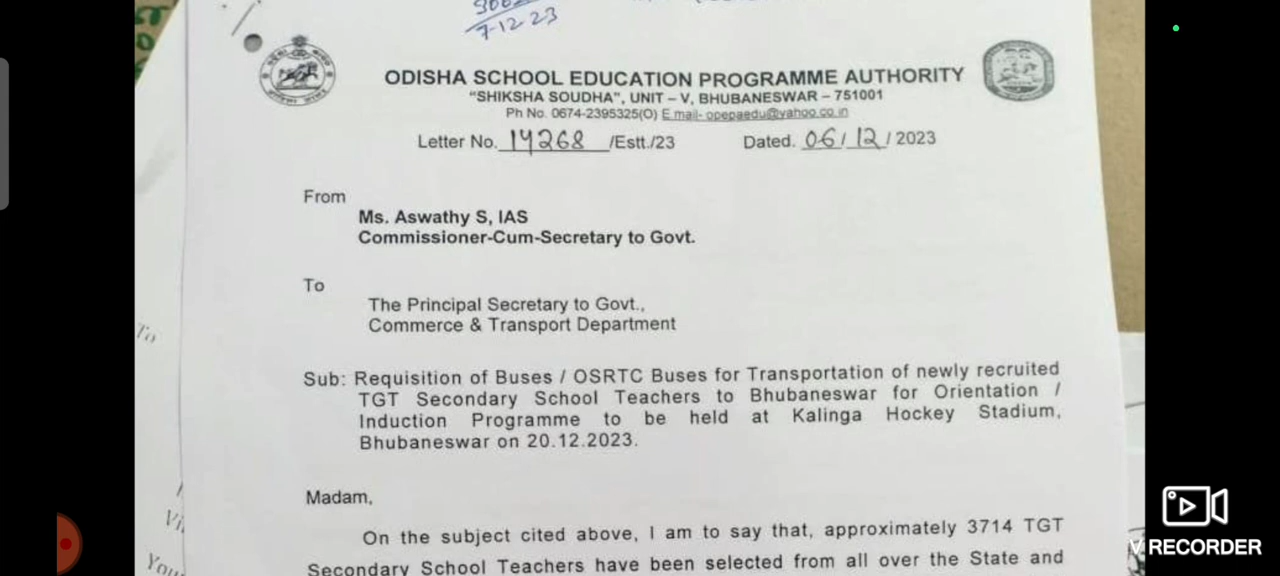 7-12-23
ODISHA SCHOOL EDUCATION PROGRAMME AUTHORITY
"SHIKSHA SOUDHA", UNIT – V, BHUBANESWAR – 751001
Ph No. 0674-2395325(O) E mail- opepaedu@yahoo.co.in
Letter No. 14268 /Estt./23 Dated. 06/12/2023
From
Ms. Aswathy S, IAS
Commissioner-Cum-Secretary to Govt.
To
The Principal Secretary to Govt.,
Commerce & Transport Department
Sub: Requisition of Buses / OSRTC Buses for Transportation of newly recruited
TGT Secondary School Teachers to Bhubaneswar for Orientation /
Induction Programme to be held at Kalinga Hockey Stadium,
Bhubaneswar on 20.12.2023.
Madam,
On the subject cited above, I am to say that, approximately 3714 TGT
Secondary School Teachers have been selected from all over the State and
To
You
V RECORDER